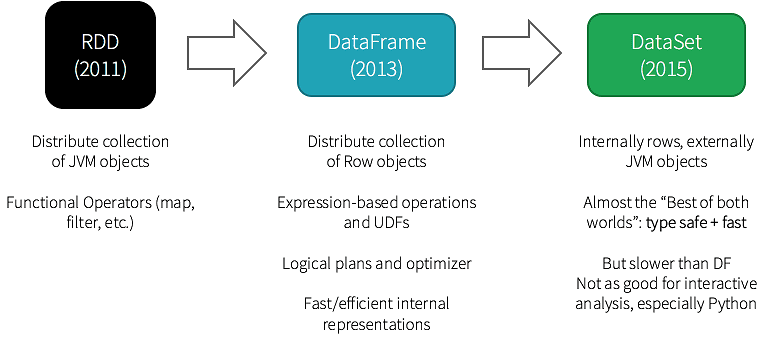 RDD
(2011)
DataFrame
(2013)
DataSet
(2015)
Distribute collection
of JVM objects
Functional Operators (map,
filter, etc.)
Distribute collection
of Row objects
Expression-based operations
and UDFs
Logical plans and optimizer
Fast/efficient internal
representations
Internally rows, externally
JVM objects
Almost the “Best of both
worlds”: type safe + fast
But slower than DF
Not as good for interactive
analysis, especially Python